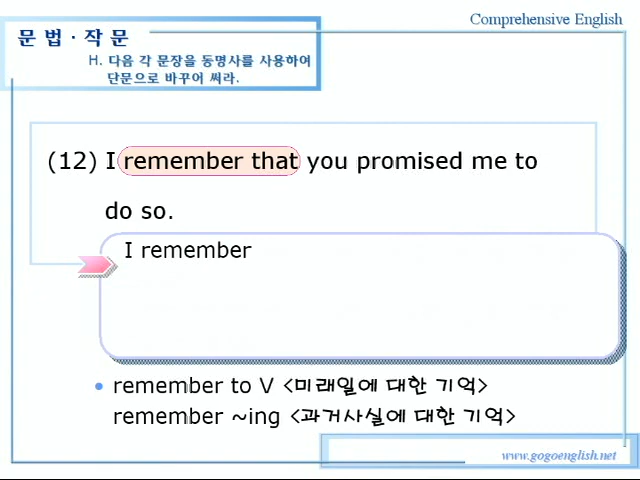 Comprehensive English
문 법 · 작 문
H. 다음 각 문장을 동명사를 사용하여
단문으로 바꾸어 써라.
(12) I remember that you promised me to
do so.
I remember
• remember to V <미래일에 대한 기억>
remember ~ing <과거사실에 대한 기억>
www.gogoenglish.net